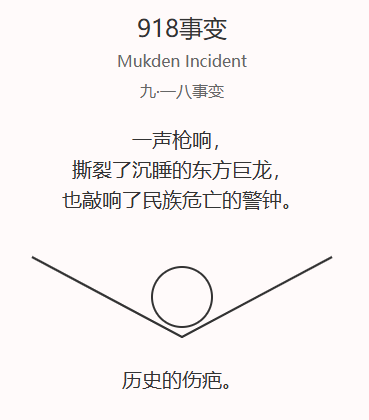 918事变
Mukden Incident
九·一八事变
一声枪响，
撕裂了沉睡的东方巨龙，
也敲响了民族危亡的警钟。
历史的伤疤。